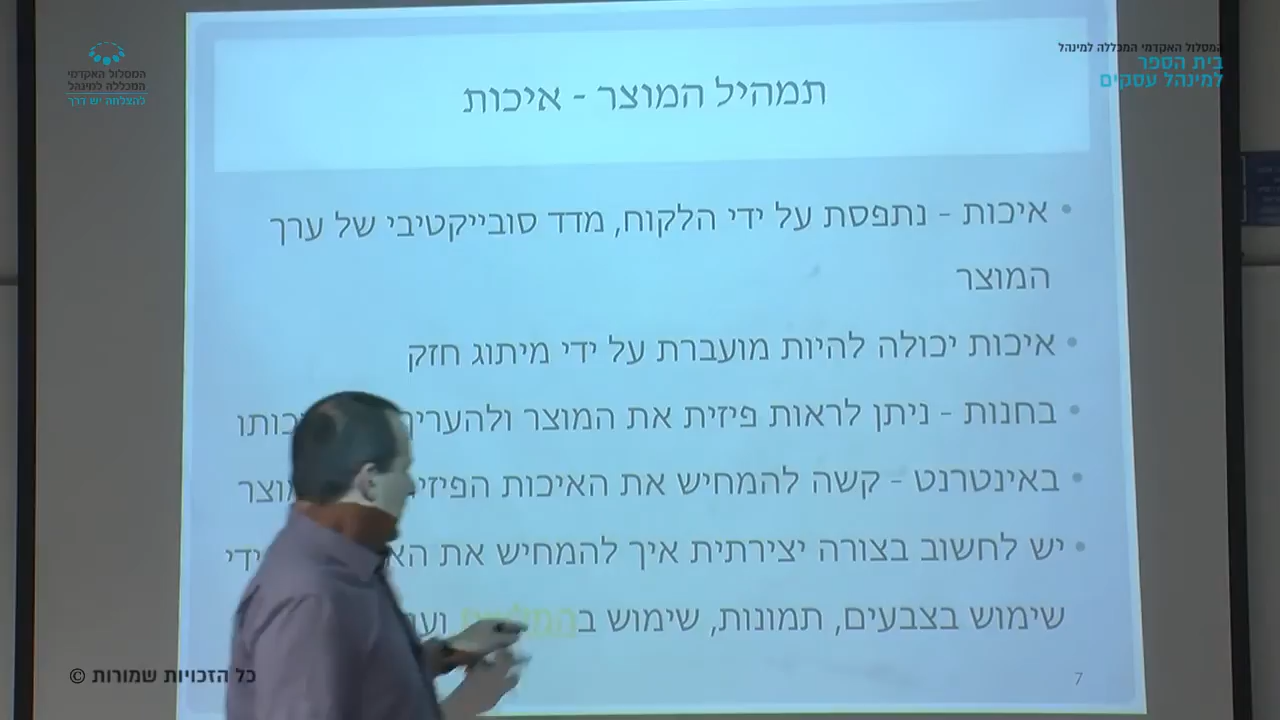 המסלול האקדמי המכללה למינהל
בית הספר
למינהל עסקים
המסלול האקדמי
המכללה למינהל
להצלחה יש דרך
תמהיל המוצר - איכות
• איכות - נתפסת על ידי הלקוח, מדד סובייקטיבי של ערך
המוצר
• איכות יכולה להיות מועברת על ידי מיתוג חזק
• בחנות - ניתן לראות פיזית את המוצר ולהעריך
• באינטרנט - קשה להמחיש את האיכות
• יש לחשוב בצורה יצירתית איך להמחיש את
שימוש בצבעים, תמונות, שימוש
7
כל הזכויות שמורות ©